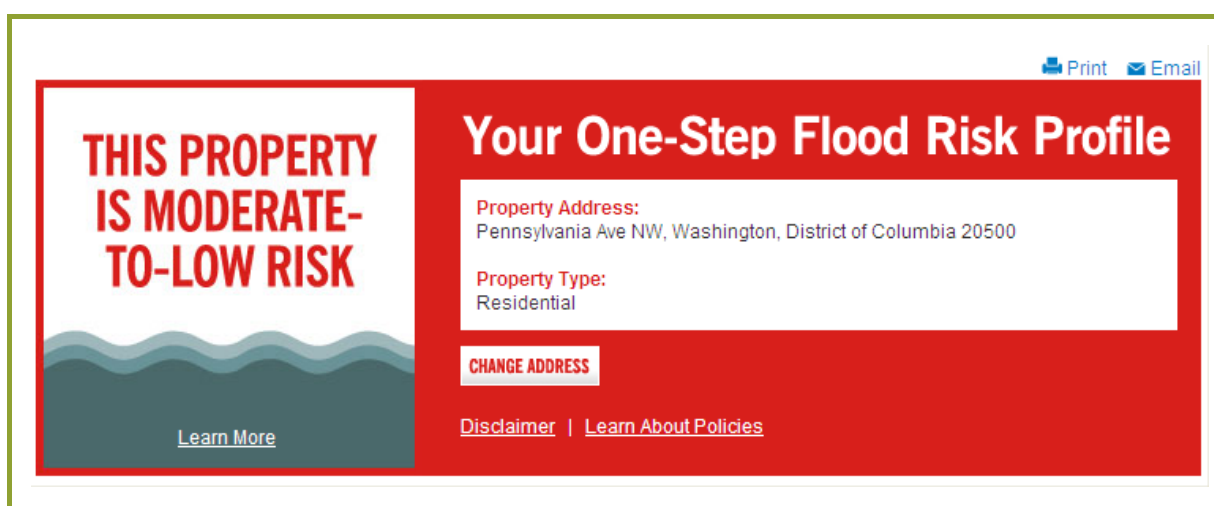 Print Email
THIS PROPERTY
IS MODERATE-
TO-LOW RISK
Learn More
Your One-Step Flood Risk Profile
Property Address:
Pennsylvania Ave NW, Washington, District of Columbia 20500
Property Type:
Residential
CHANGE ADDRESS
Disclaimer | Learn About Policies